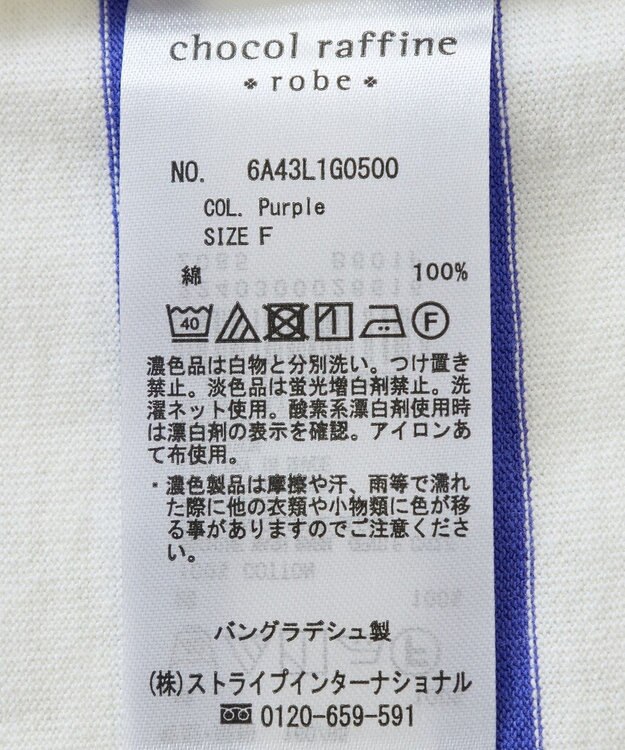 chocol raffine
robe
NO. 6A43L1G0500
COL. Purple
SIZE F
綿 100%
40
F
濃色品は白物と分別洗い。つけ置き
禁止。淡色品は蛍光増白剤禁止。洗
濯ネット使用。酸素系漂白剤使用時
は漂白剤の表示を確認。アイロンあ
て布使用。
・濃色製品は摩擦や汗、雨等で濡れ
た際に他の衣類や小物類に色が移
る事がありますのでご注意くださ
い。
バングラデシュ製
(株)ストライプインターナショナル
0120-659-591